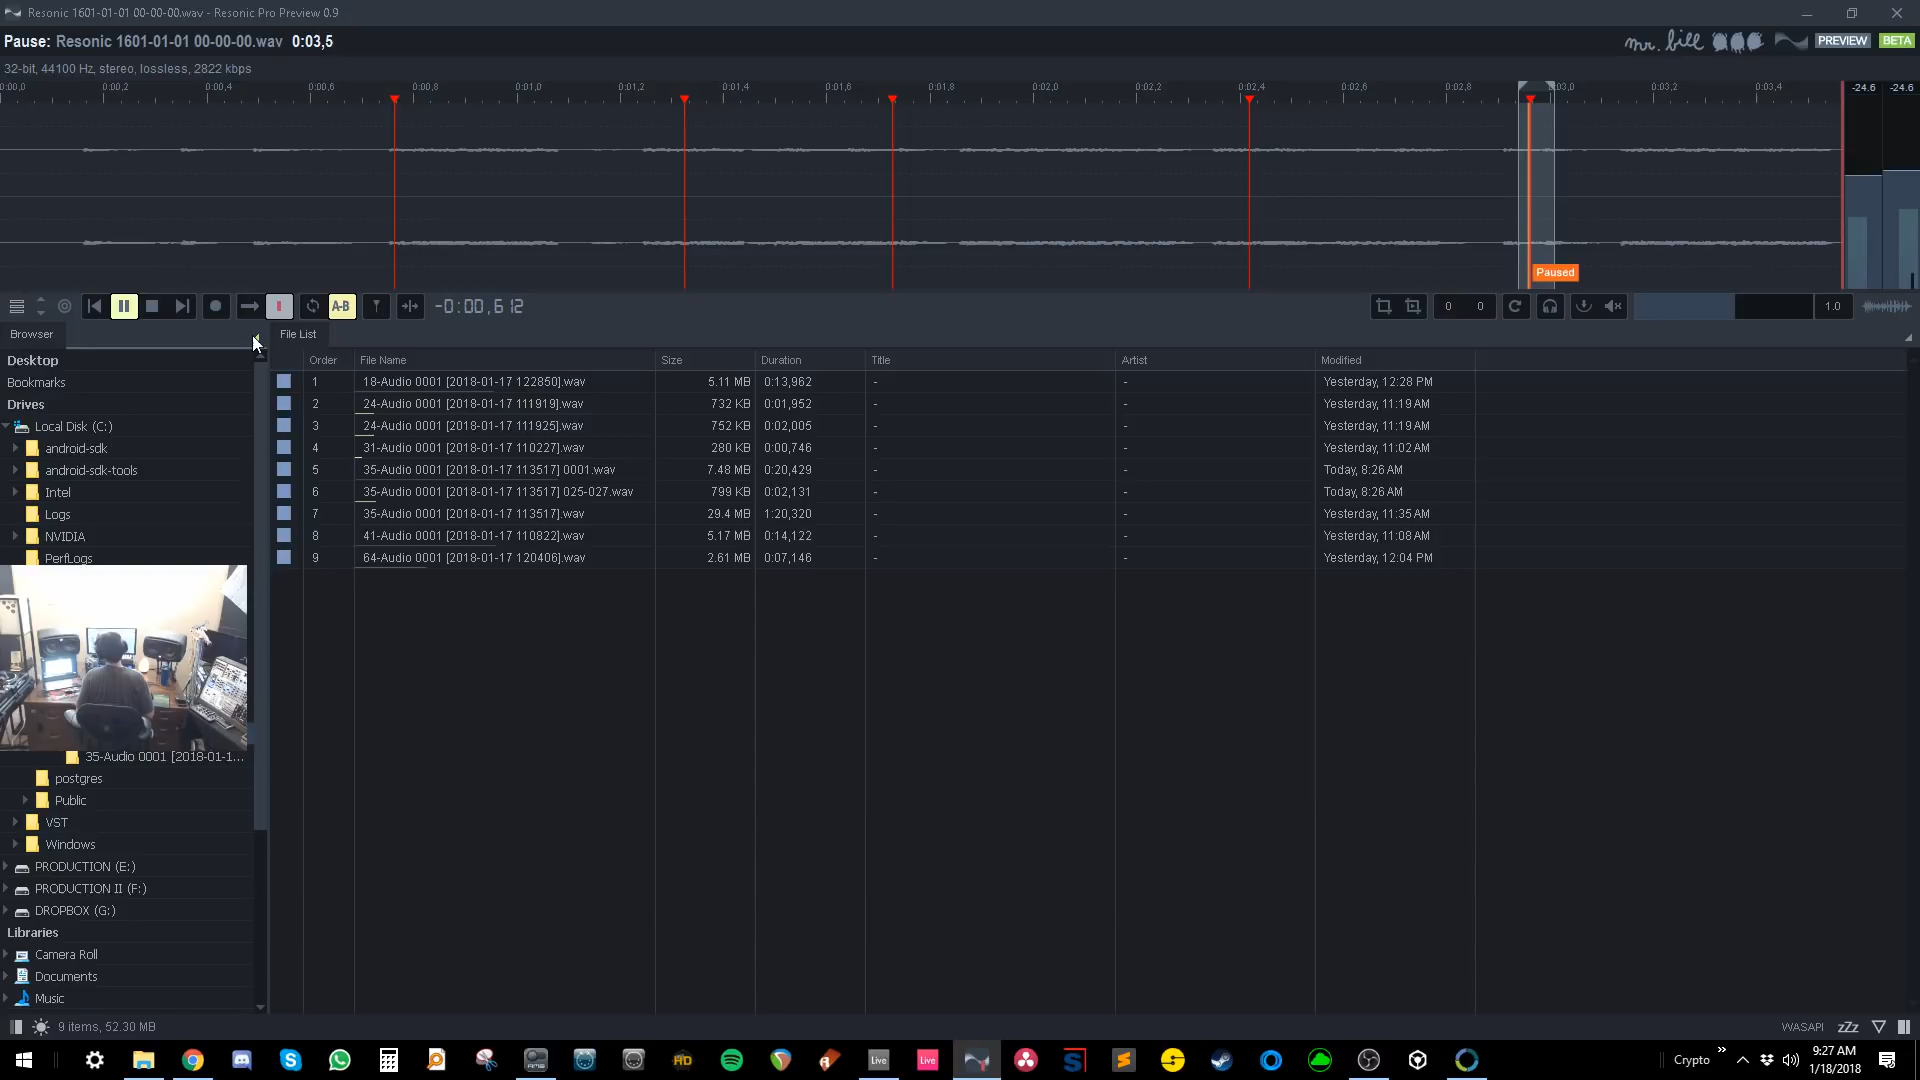 Resonic 1601-01-01 00-00-00.wav - Resonic Pro Preview 0.9
Pause: Resonic 1601-01-01 00-00-00.wav 0:03,5
mr. bill PREVIEW BETA
32-bit, 44100 Hz, stereo, lossless, 2822 kbps
0:00,0 0:00,2 0:00,4 0:00,6 0:00,8 0:01,0 0:01,2 0:01,4 0:01,6 0:01,8 0:02,0 0:02,2 0:02,4 0:02,6 0:02,8 0:03,0 0:03,2 0:03,4 -24.6 -24.6
Paused
A-B -0:00,612 0 0 1.0
Browser File List
Order File Name Size Duration Title Artist Modified
1 18-Audio 0001 [2018-01-17 122850].wav 5.11 MB 0:13,962 - - Yesterday, 12:28 PM
2 24-Audio 0001 [2018-01-17 111919].wav 732 KB 0:01,952 - - Yesterday, 11:19 AM
3 24-Audio 0001 [2018-01-17 111925].wav 752 KB 0:02,005 - - Yesterday, 11:19 AM
4 31-Audio 0001 [2018-01-17 110227].wav 280 KB 0:00,746 - - Yesterday, 11:02 AM
5 35-Audio 0001 [2018-01-17 113517] 0001.wav 7.48 MB 0:20,429 - - Today, 8:26 AM
6 35-Audio 0001 [2018-01-17 113517] 025-027.wav 799 KB 0:02,131 - - Today, 8:26 AM
7 35-Audio 0001 [2018-01-17 113517].wav 29.4 MB 1:20,320 - - Yesterday, 11:35 AM
8 41-Audio 0001 [2018-01-17 110822].wav 5.17 MB 0:14,122 - - Yesterday, 11:08 AM
9 64-Audio 0001 [2018-01-17 120406].wav 2.61 MB 0:07,146 - - Yesterday, 12:04 PM
Desktop
Bookmarks
Drives
Local Disk (C:)
android-sdk
android-sdk-tools
Intel
Logs
NVIDIA
PerfLogs
35-Audio 0001 [2018-01-1...
postgres
Public
VST
Windows
PRODUCTION (E:)
PRODUCTION II (F:)
DROPBOX (G:)
Libraries
Camera Roll
Documents
Music
9 items, 52.30 MB
WASAPI zZz
HD Live Live Crypto 9:27 AM
1/18/2018